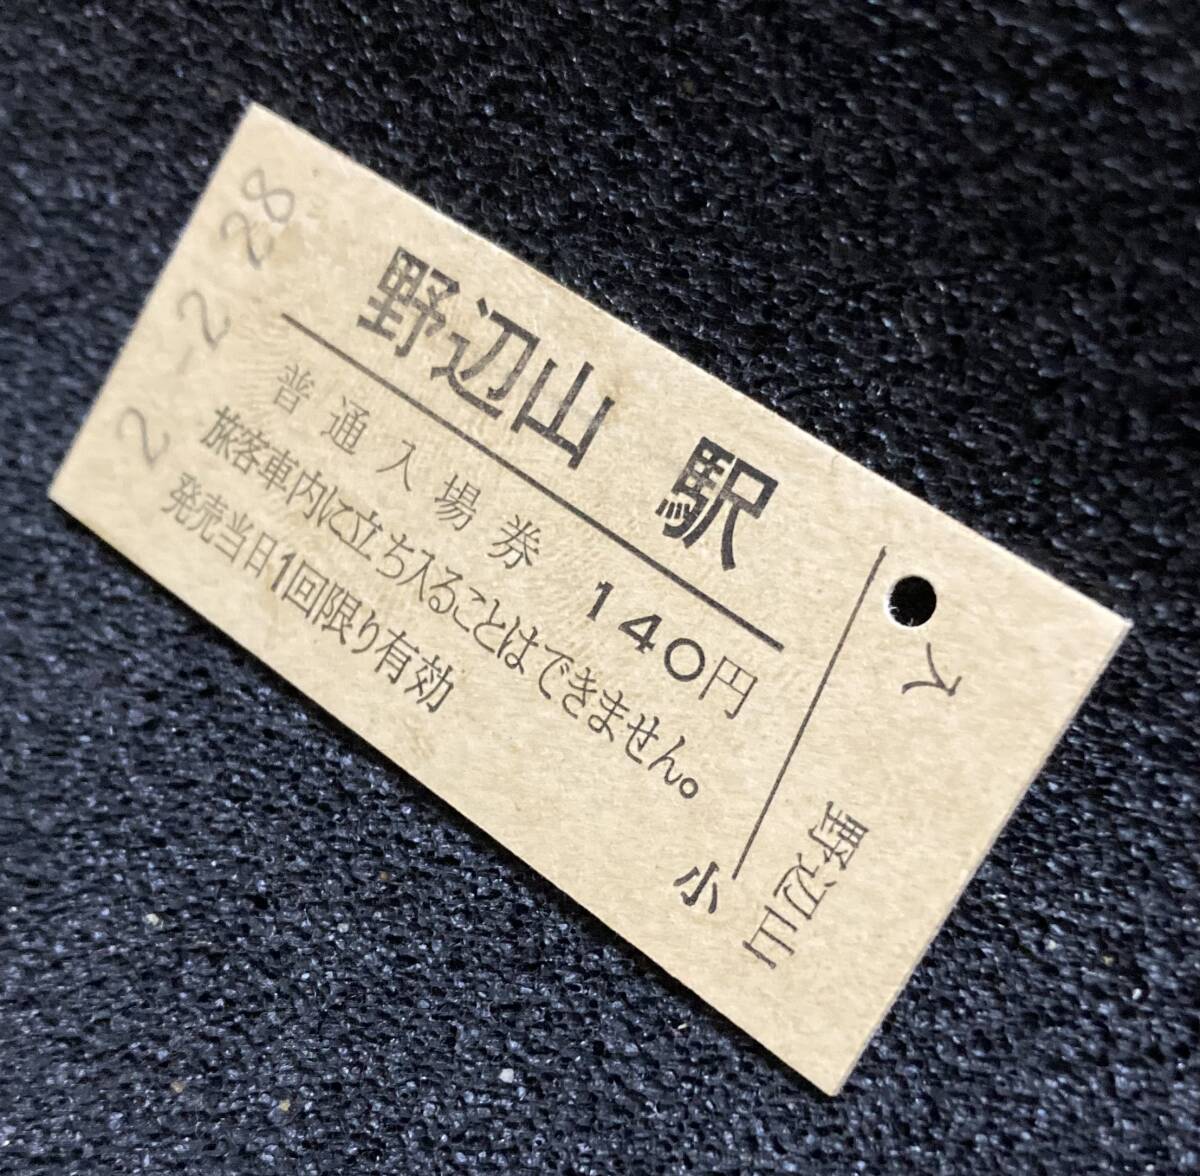 2.-2.28
野辺山 駅
普通入場券 140円
旅客車内に立ち入ることはできません。
発売当日1回限り有効
小
入
野辺山